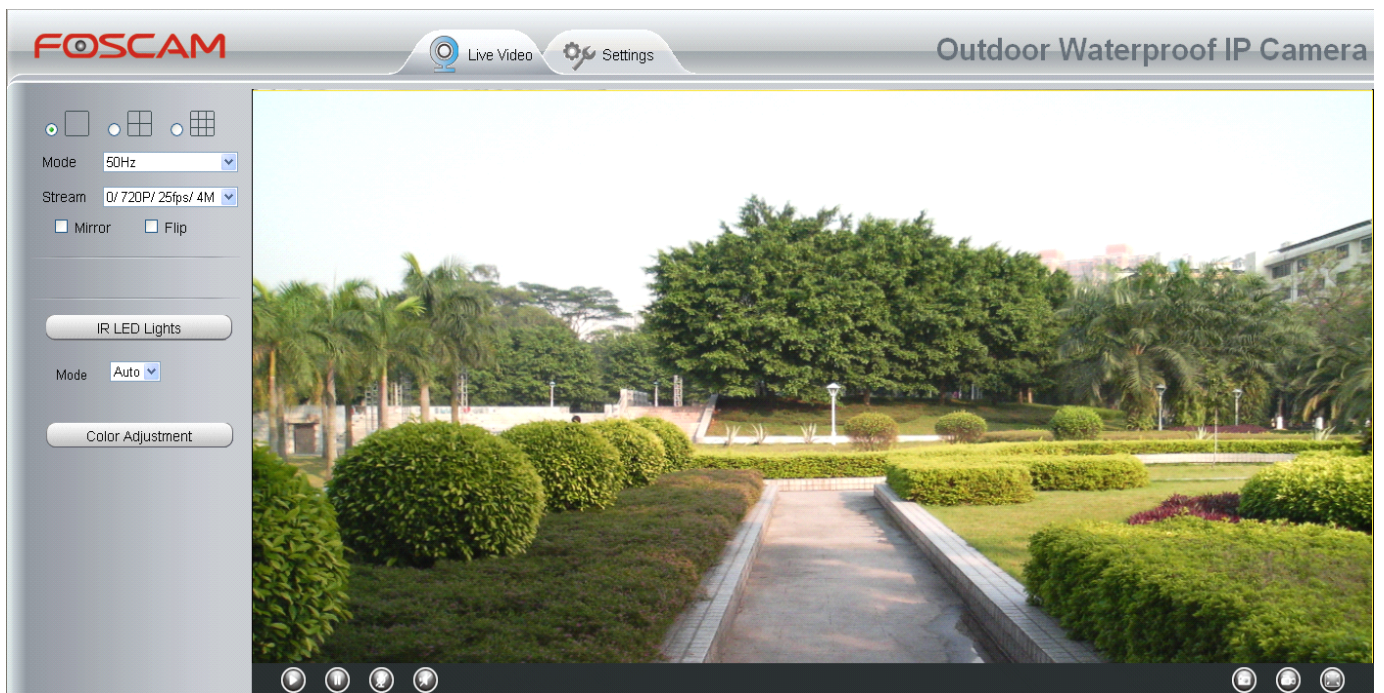 FOSCAM
Live Video
Settings
Outdoor Waterproof IP Camera
Mode 50Hz
Stream 0/ 720P/ 25fps/ 4M
Mirror Flip
IR LED Lights
Mode Auto
Color Adjustment